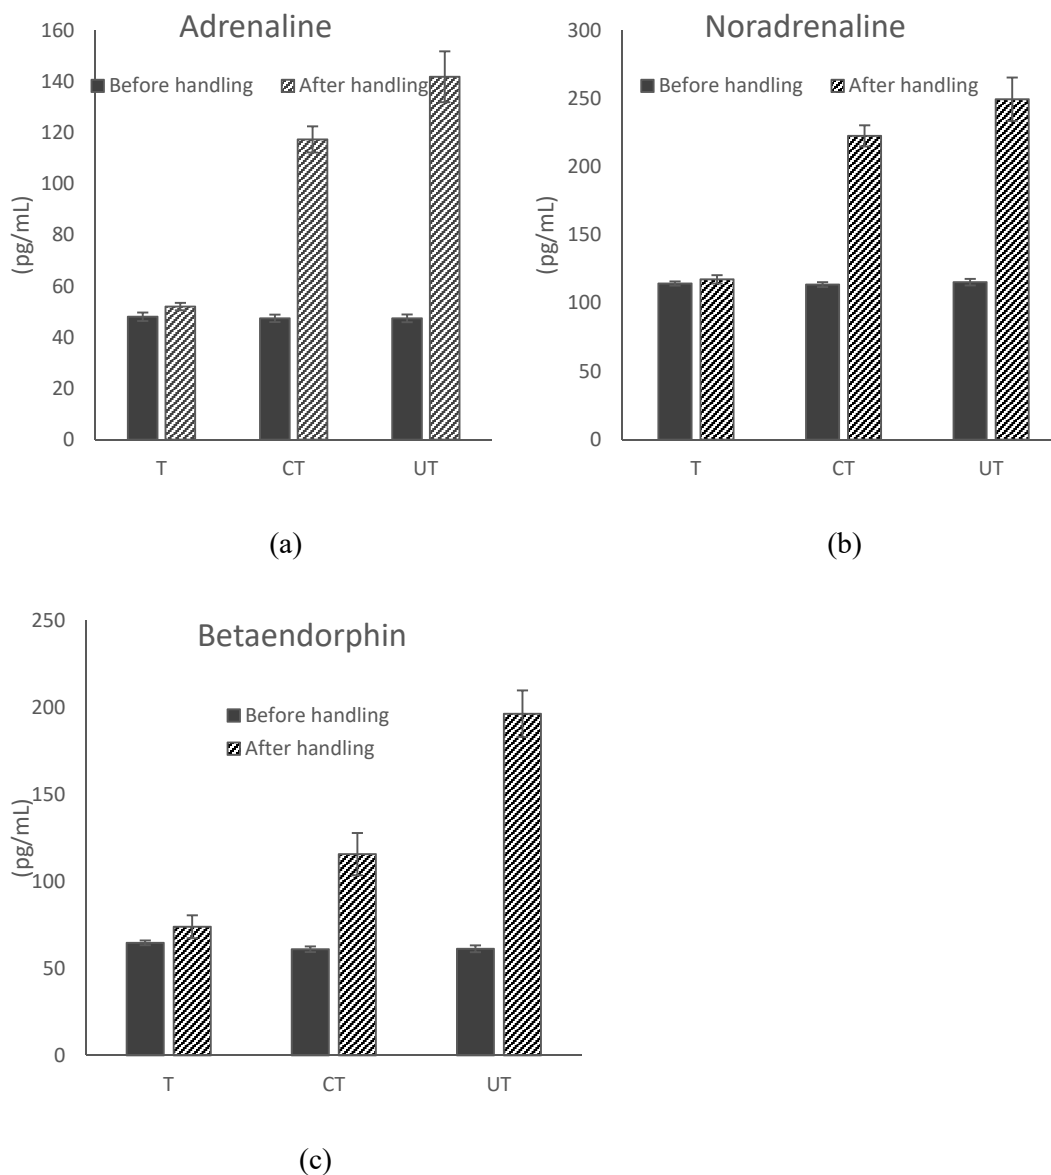 Adrenaline
Before handling After handling
160
140
120
100
80
60
40
20
0
(pg/mL)
T CT UT
(a)
Noradrenaline
Before handling After handling
300
250
200
150
100
50
0
(pg/mL)
T CT UT
(b)
Betaendorphin
Before handling
After handling
250
200
150
100
50
0
(pg/mL)
T CT UT
(c)